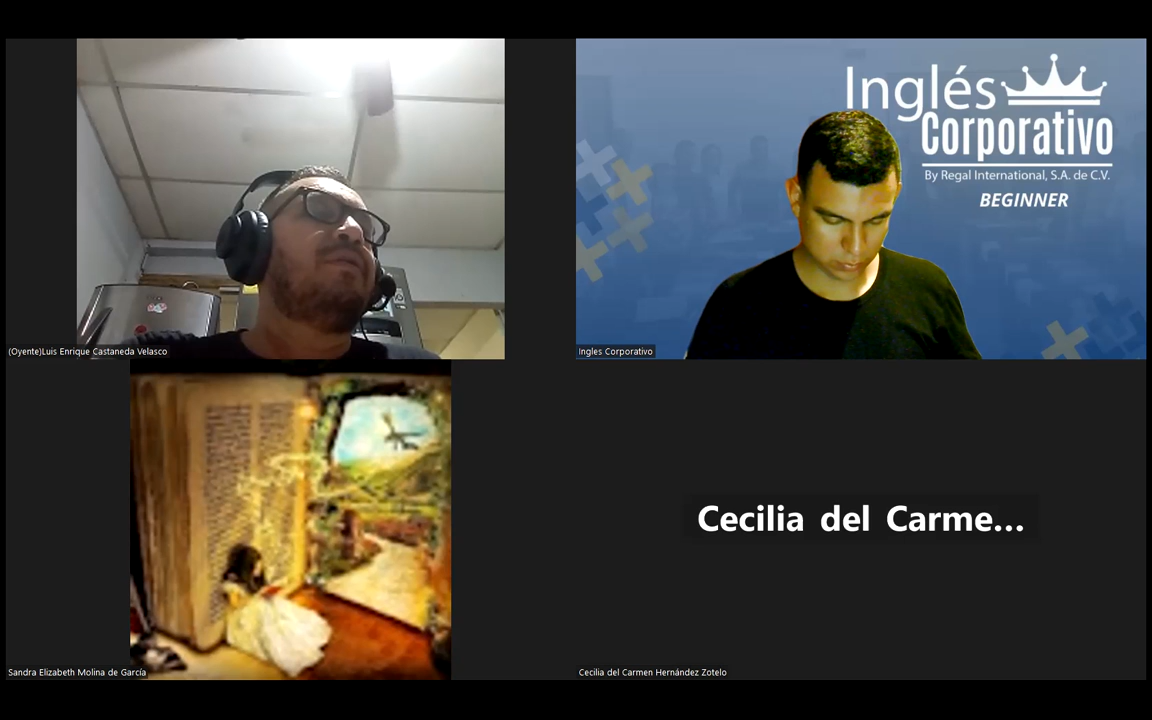 Inglés
Corporativo
By Regal International, S.A. de C.V.
BEGINNER
(Oyente)Luis Enrique Castaneda Velasco
Ingles Corporativo
Cecilia del Carme...
Sandra Elizabeth Molina de García
Cecilia del Carmen Hernández Zotelo